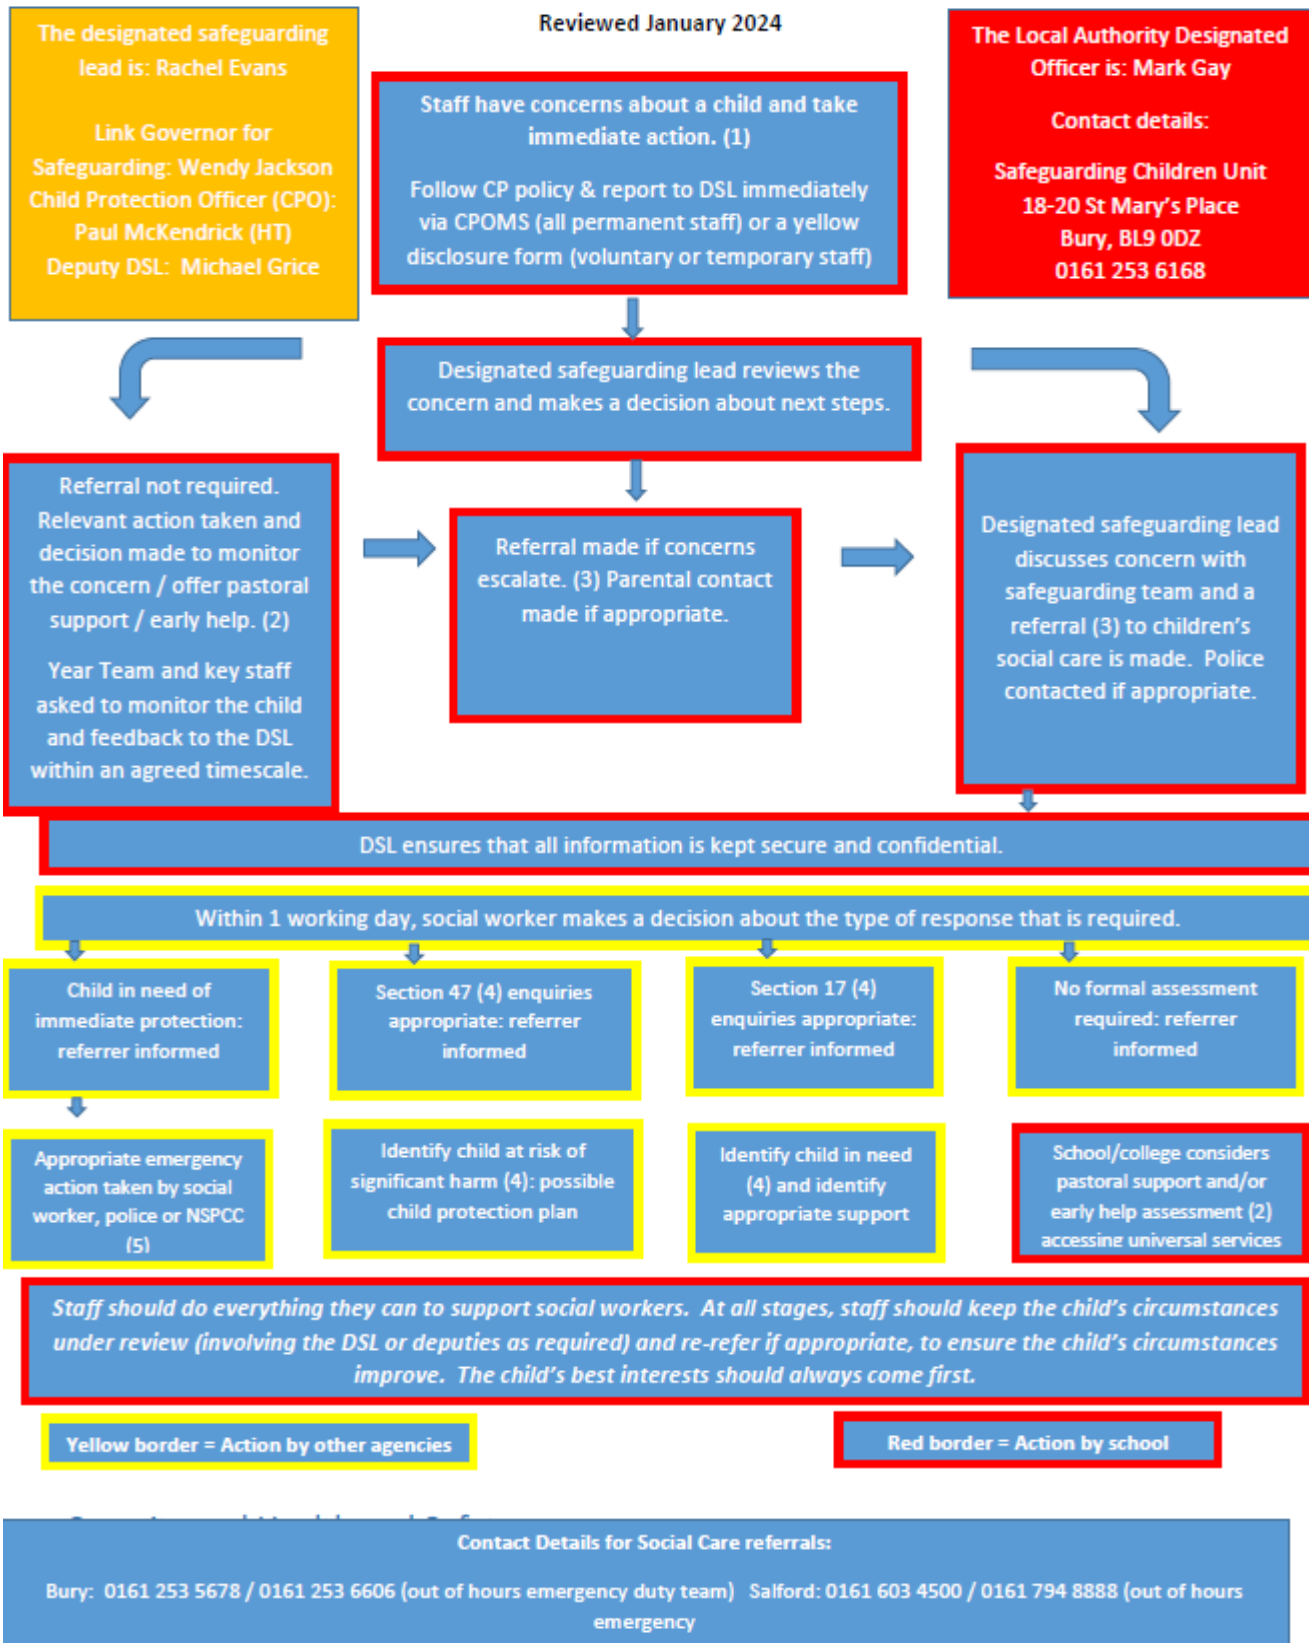 Reviewed January 2024
The designated safeguarding
lead is: Rachel Evans
Link Governor for
Safeguarding: Wendy Jackson
Child Protection Officer (CPO):
Paul McKendrick (HT)
Deputy DSL: Michael Grice
Staff have concerns about a child and take
immediate action. (1)
Follow CP policy & report to DSL immediately
via CPOMS (all permanent staff) or a yellow
disclosure form (voluntary or temporary staff)
The Local Authority Designated
Officer is: Mark Gay
Contact details:
Safeguarding Children Unit
18-20 St Mary's Place
Bury, BL9 0DZ
0161 253 6168
Designated safeguarding lead reviews the
concern and makes a decision about next steps.
Referral not required.
Relevant action taken and
decision made to monitor
the concern / offer pastoral
support / early help. (2)
Year Team and key staff
asked to monitor the child
and feedback to the DSL
within an agreed timescale.
Referral made if concerns
escalate. (3) Parental contact
made if appropriate.
Designated safeguarding lead
discusses concern with
safeguarding team and a
referral (3) to children's
social care is made. Police
contacted if appropriate.
DSL ensures that all information is kept secure and confidential.
Within 1 working day, social worker makes a decision about the type of response that is required.
Child in need of
immediate protection:
referrer informed
Section 47 (4) enquiries
appropriate: referrer
informed
Section 17 (4)
enquiries appropriate:
referrer informed
No formal assessment
required: referrer
informed
Appropriate emergency
action taken by social
worker, police or NSPCC
(5)
Identify child at risk of
significant harm (4): possible
child protection plan
Identify child in need
(4) and identify
appropriate support
School/college considers
pastoral support and/or
early help assessment (2)
accessing universal services
Staff should do everything they can to support social workers. At all stages, staff should keep the child's circumstances
under review (involving the DSL or deputies as required) and re-refer if appropriate, to ensure the child's circumstances
improve. The child's best interests should always come first.
Yellow border = Action by other agencies
Red border = Action by school
Contact Details for Social Care referrals:
Bury: 0161 253 5678 / 0161 253 6606 (out of hours emergency duty team) Salford: 0161 603 4500 / 0161 794 8888 (out of hours
emergency